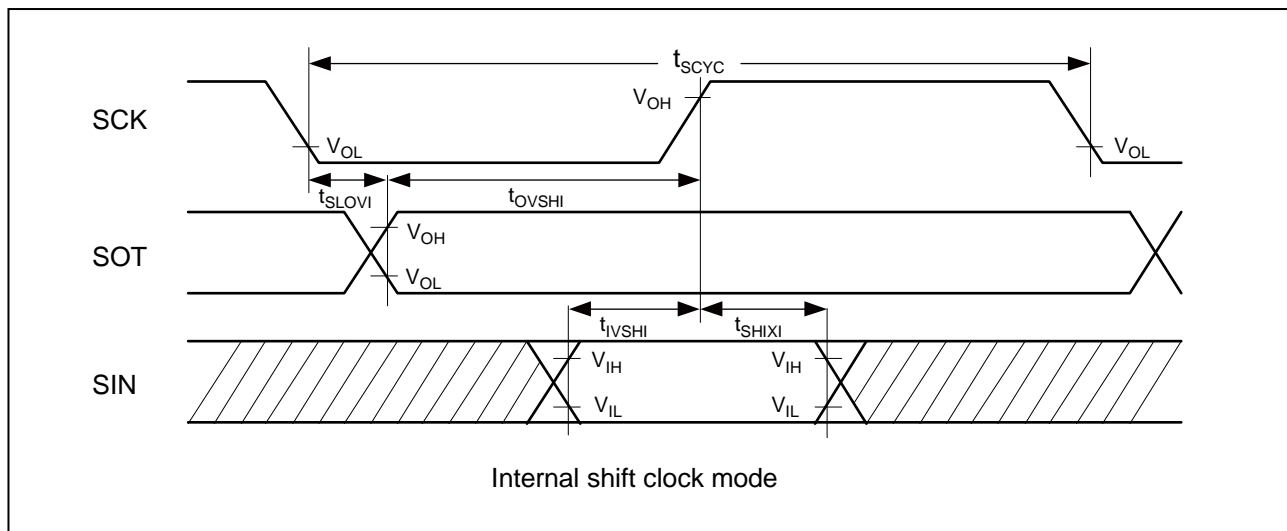 tSCYC
SCK
VOH
VOL
VOL
tSLOVI
tOVSHI
SOT
VOH
VOL
tIVSHI
tSHIXI
SIN
VIH
VIH
VIL
VIL
Internal shift clock mode